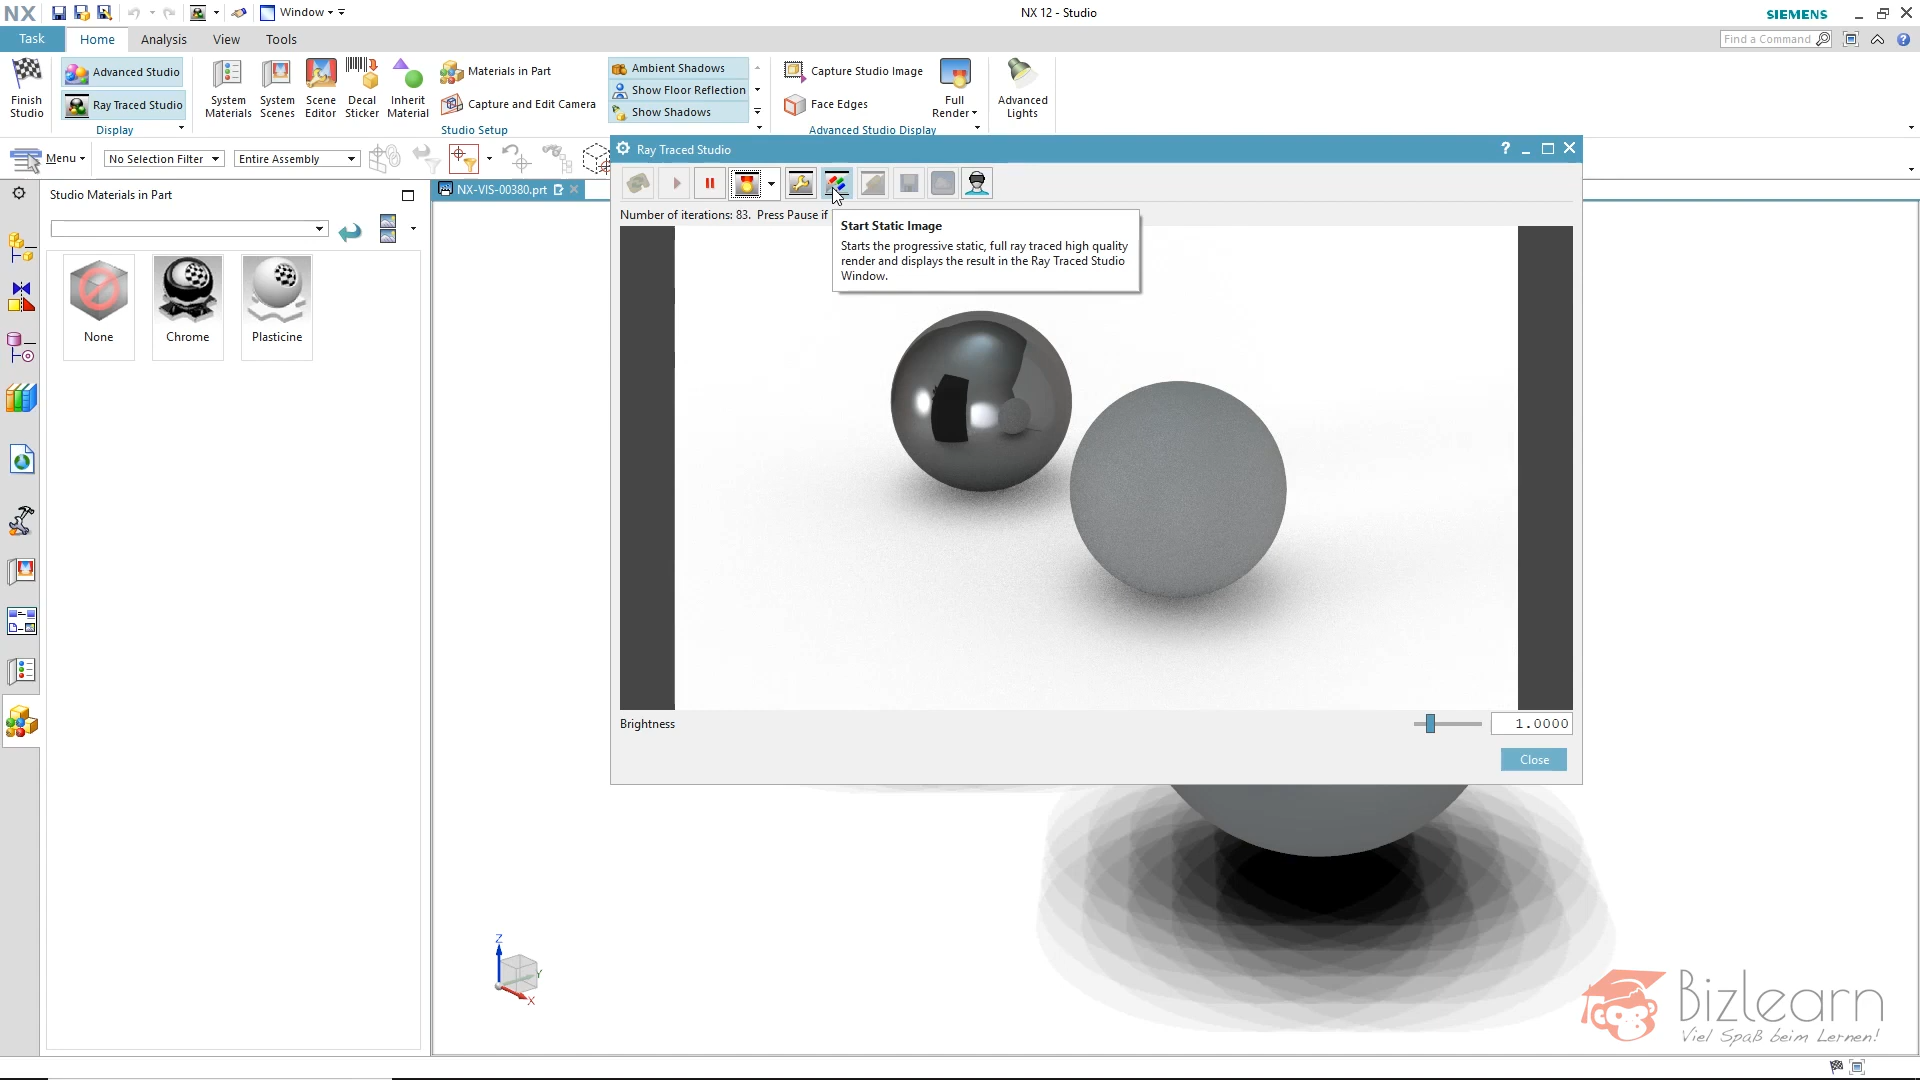 NX
Window
NX 12 - Studio
SIEMENS
Task
Home
Analysis
View
Tools
Find a Command
Finish
Studio
Advanced Studio
Ray Traced Studio
Display
System
Materials
System
Scenes
Scene
Editor
Decal
Sticker
Inherit
Material
Materials in Part
Capture and Edit Camera
Studio Setup
Ambient Shadows
Show Floor Reflection
Show Shadows
Capture Studio Image
Face Edges
Full
Render
Advanced Studio Display
Advanced
Lights
Menu
No Selection Filter
Entire Assembly
Ray Traced Studio
Studio Materials in Part
NX-VIS-00380.prt
Number of iterations: 83. Press Pause if
Start Static Image
Starts the progressive static, full ray traced high quality
render and displays the result in the Ray Traced Studio
Window.
None
Chrome
Plasticine
Brightness
1.0000
Close
Z
Y
X
Bizlearn
Viel Spaß beim Lernen!